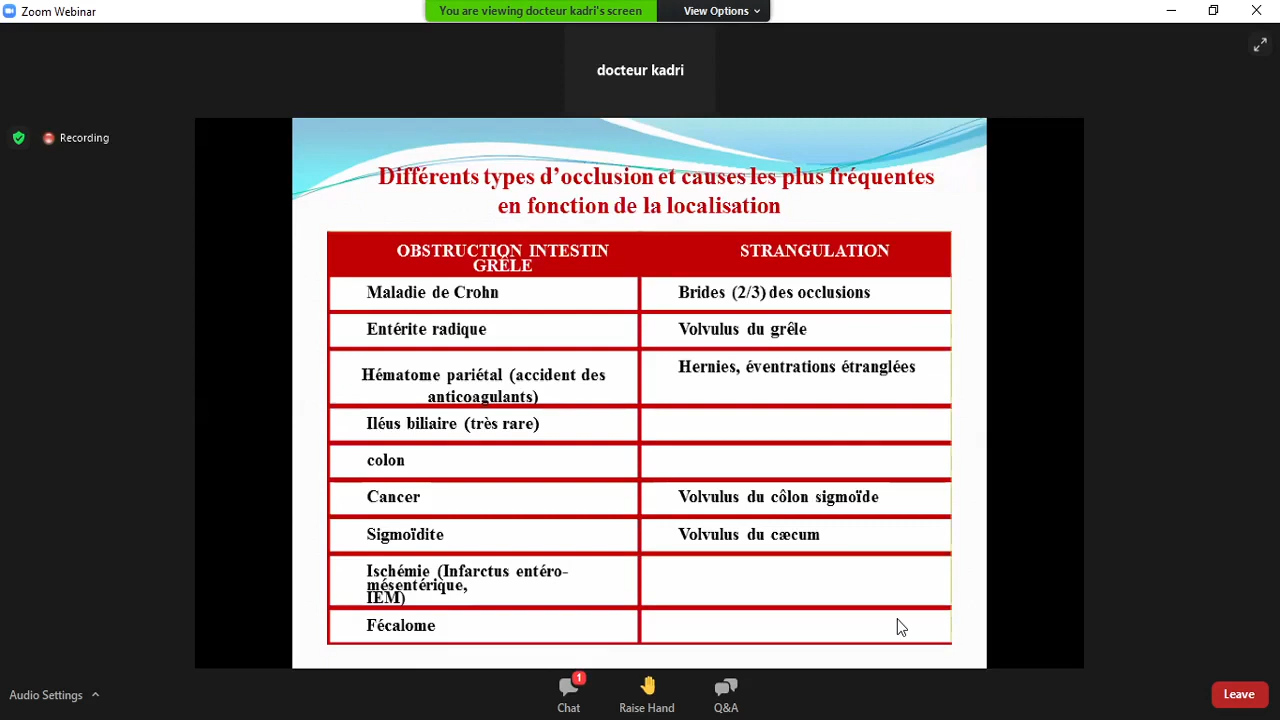 Zoom Webinar
You are viewing docteur kadri's screen
View Options
docteur kadri
Recording
Différents types d'occlusion et causes les plus fréquentes
en fonction de la localisation
OBSTRUCTION INTESTIN
GRÊLE
STRANGULATION
Maladie de Crohn
Brides (2/3) des occlusions
Entérite radique
Volvulus du grêle
Hématome pariétal (accident des
anticoagulants)
Hernies, éventrations étranglées
Iléus biliaire (très rare)
colon
Cancer
Volvulus du côlon sigmoïde
Sigmoïdite
Volvulus du cæcum
Ischémie (Infarctus entéro-
mésentérique,
IEM)
Fécalome
Audio Settings
1
Chat
Raise Hand
Q&A
Leave